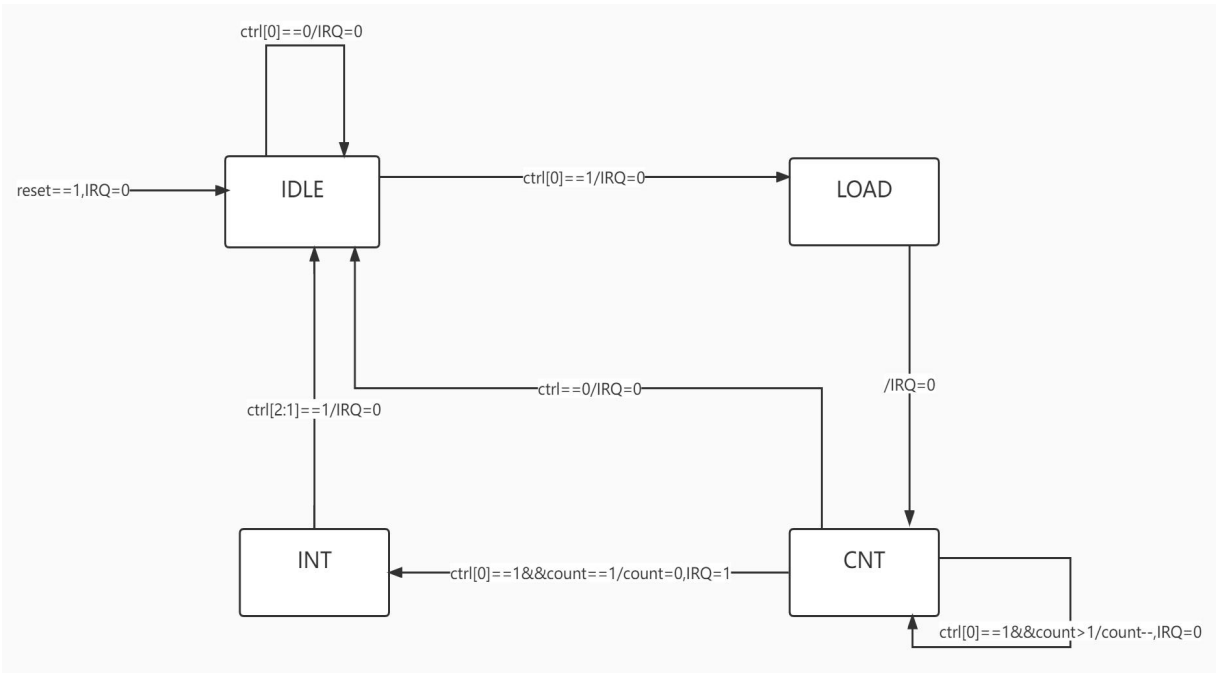 ctrl[0]==0/IRQ=0
reset==1,IRQ=0
IDLE
ctrl[0]==1/IRQ=0
LOAD
/IRQ=0
ctrl==0/IRQ=0
ctrl[2:1]==1/IRQ=0
INT
ctrl[0]==1&&count==1/count=0,IRQ=1
CNT
ctrl[0]==1&&count>1/count--,IRQ=0